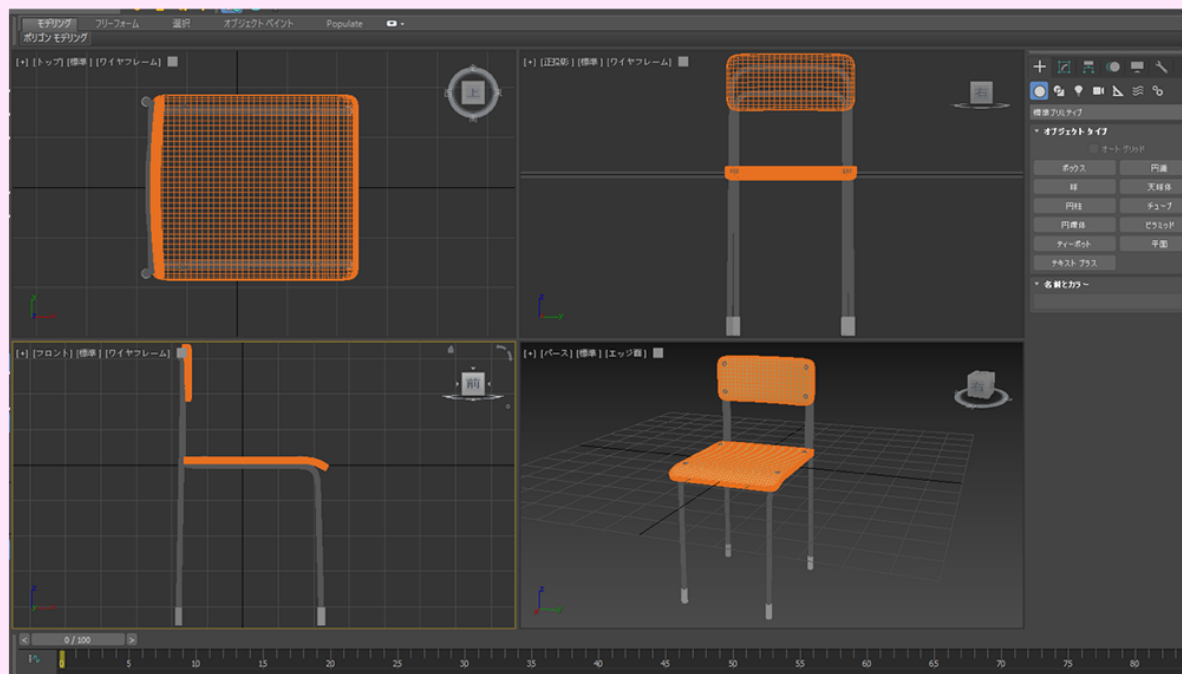 モデリング フリーフォーム 選択 オブジェクト ペイント Populate
ポリゴン モデリング
[+] [トップ] [標準] [ワイヤフレーム]
上
[+] [正投影] [標準] [ワイヤフレーム]
右
標準プリミティブ
オブジェクト タイプ
オート グリッド
ボックス 円錐
球
円柱 チューブ
円環体 ピラミッド
ティーポット 平面
テキスト プラス
名前とカラー
[+] [フロント] [標準] [ワイヤフレーム]
前
[+] [パース] [標準] [エッジ面]
右
< 0 / 100 >
0 5 10 15 20 25 30 35 40 45 50 55 60 65 70 75 80